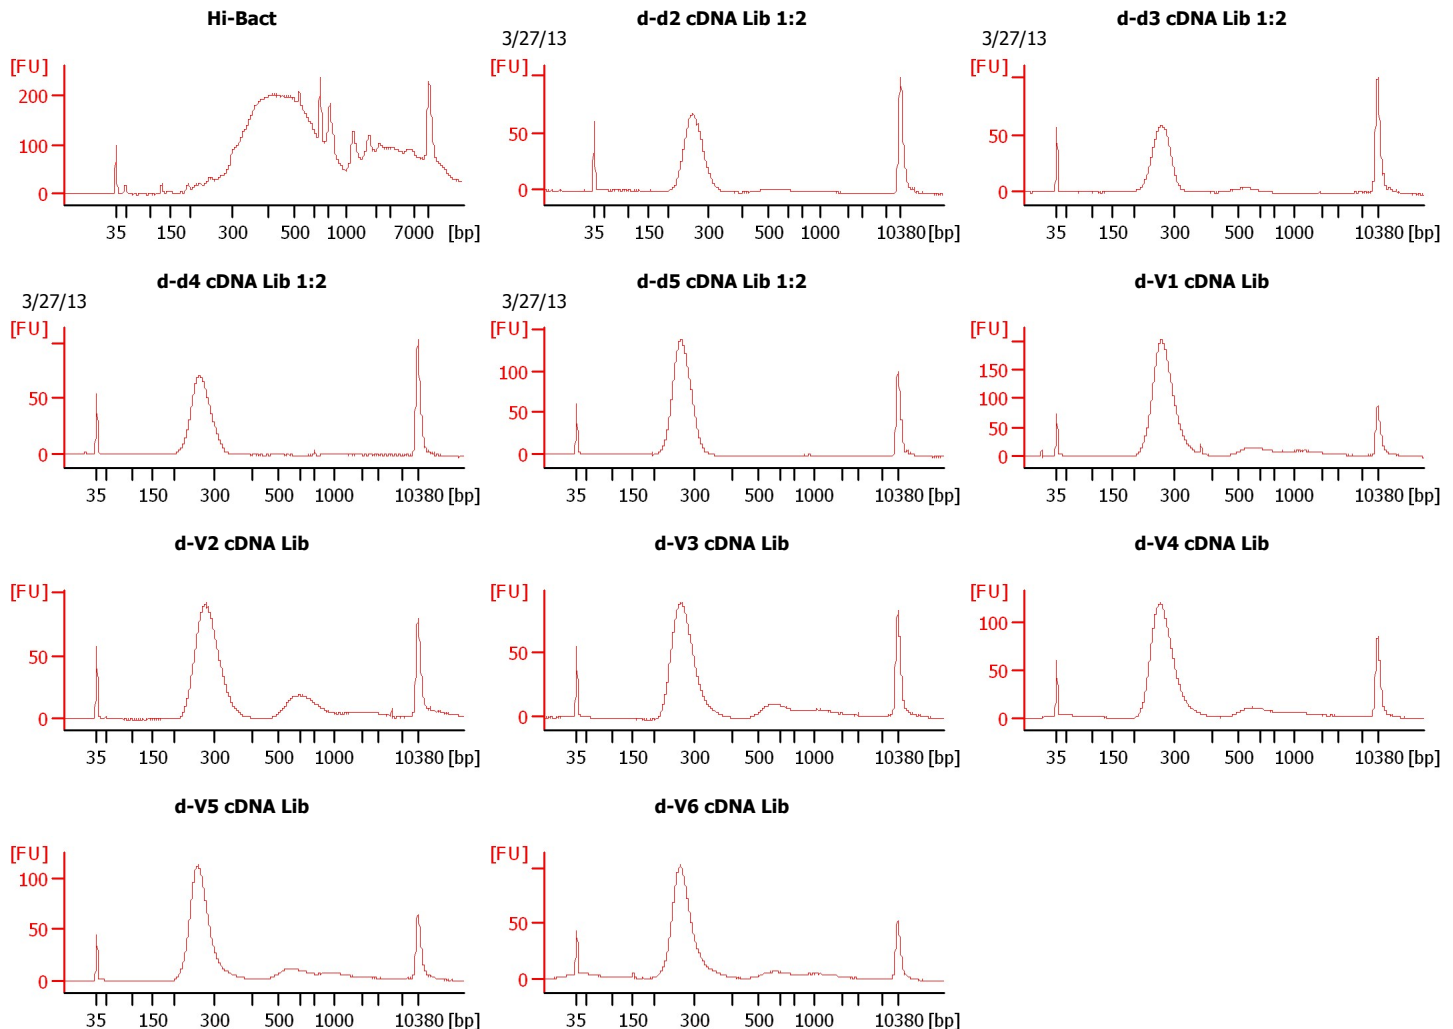 Hi-Bact
[FU]
200
100
0
35 150 300 500 1000 7000 [bp]
d-d2 cDNA Lib 1:2
3/27/13
[FU]
50
0
35 150 300 500 1000 10380 [bp]
d-d3 cDNA Lib 1:2
3/27/13
[FU]
50
0
35 150 300 500 1000 10380 [bp]
d-d4 cDNA Lib 1:2
3/27/13
[FU]
50
0
35 150 300 500 1000 10380 [bp]
d-d5 cDNA Lib 1:2
3/27/13
[FU]
100
50
0
35 150 300 500 1000 10380 [bp]
d-V1 cDNA Lib
[FU]
150
100
50
0
35 150 300 500 1000 10380 [bp]
d-V2 cDNA Lib
[FU]
50
0
35 150 300 500 1000 10380 [bp]
d-V3 cDNA Lib
[FU]
50
0
35 150 300 500 1000 10380 [bp]
d-V4 cDNA Lib
[FU]
100
50
0
35 150 300 500 1000 10380 [bp]
d-V5 cDNA Lib
[FU]
100
50
0
35 150 300 500 1000 10380 [bp]
d-V6 cDNA Lib
[FU]
50
0
35 150 300 500 1000 10380 [bp]